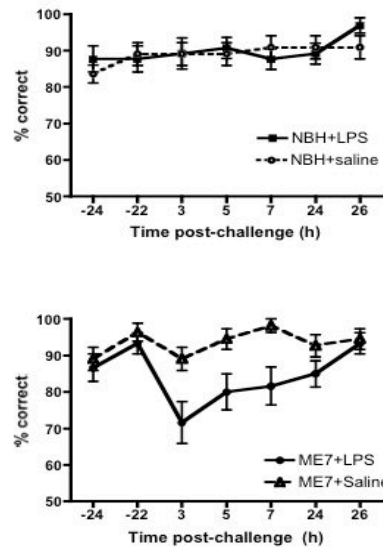 100
90
80
70
60
50
% correct
NBH+LPS
NBH+saline
-24 -22 3 5 7 24 26
Time post-challenge (h)
100
90
80
70
60
50
% correct
ME7+LPS
ME7+Saline
-24 -22 3 5 7 24 26
Time post-challenge (h)